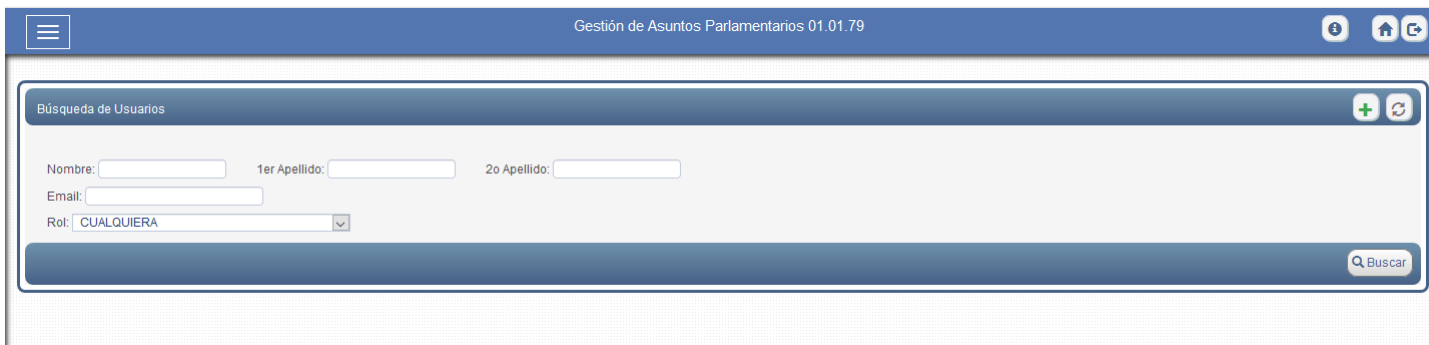 Gestión de Asuntos Parlamentarios 01.01.79
Búsqueda de Usuarios
Nombre: 1er Apellido: 2o Apellido:
Email:
Rol: CUALQUIERA
Buscar